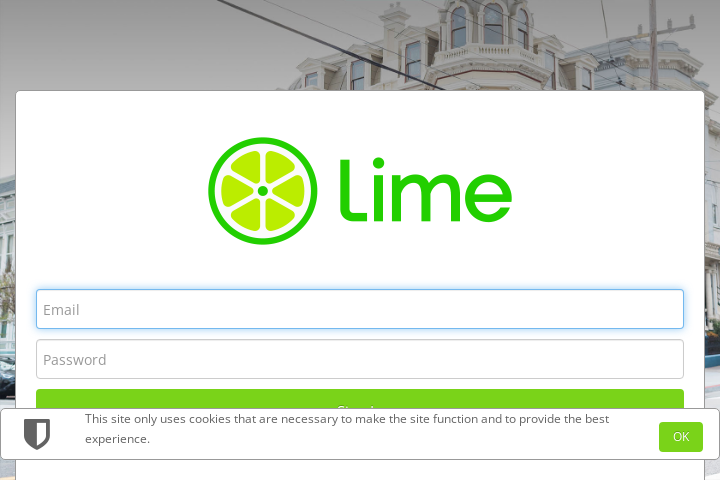 Lime
Email
Password
This site only uses cookies that are necessary to make the site function and to provide the best
experience.
OK